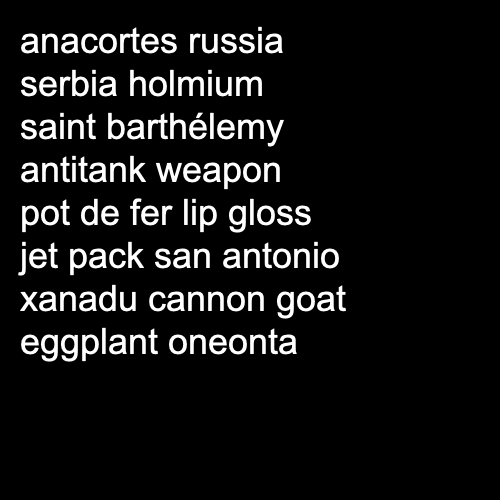 anacortes russia
serbia holmium
saint barthélemy
antitank weapon
pot de fer lip gloss
jet pack san antonio
xanadu cannon goat
eggplant oneonta